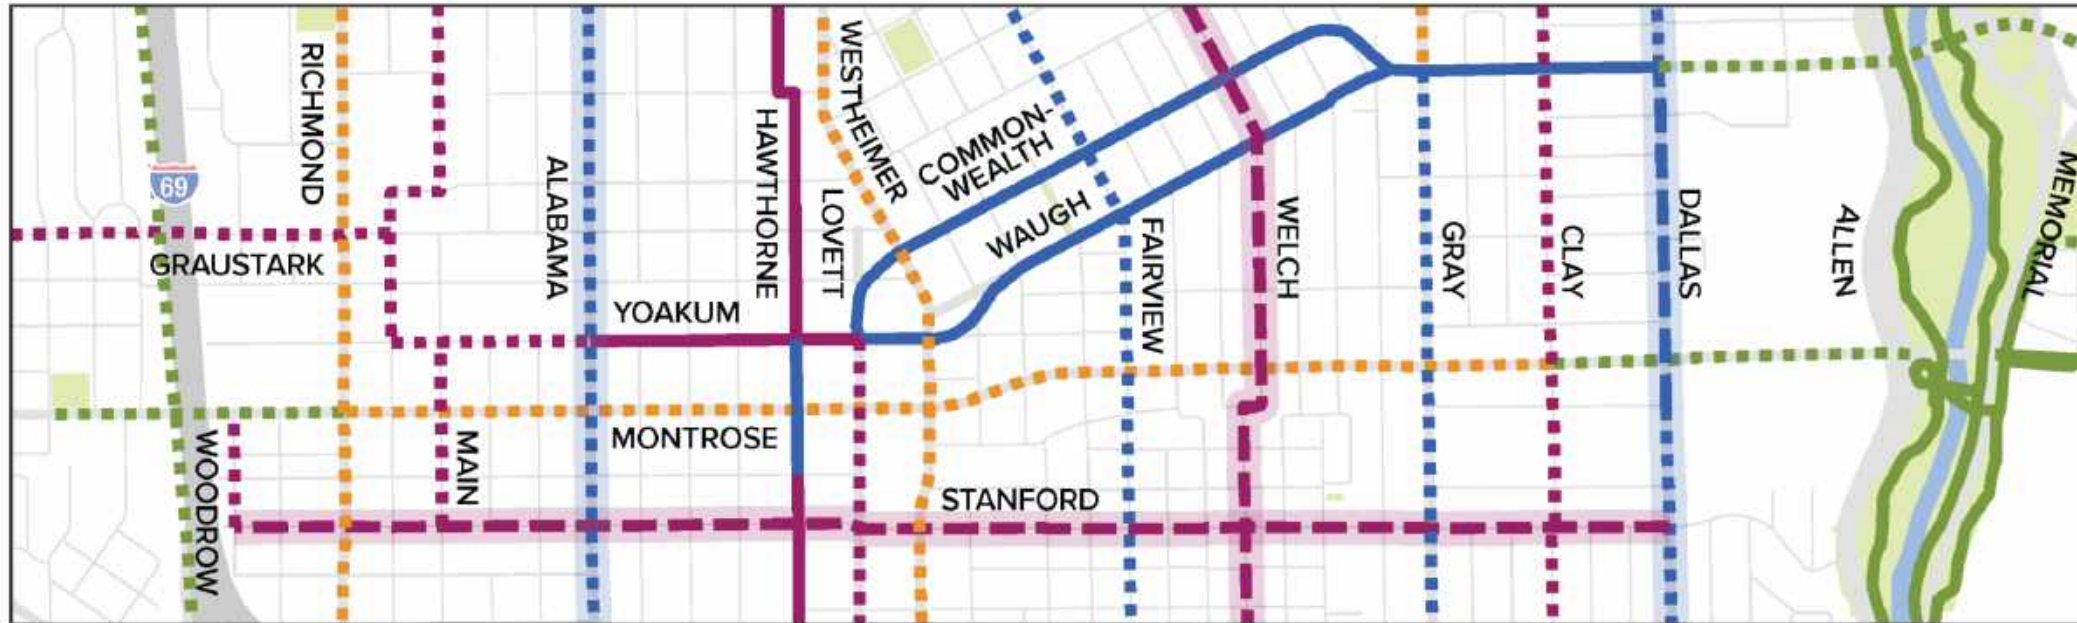 RICHMOND
69
GRAUSTARK
WOODROW
MAIN
ALABAMA
YOAKUM
MONTROSE
HAWTHORNE
LOVETT
WESTHEIMER
COMMON-
WEALTH
WAUGH
STANFORD
FAIRVIEW
WELCH
GRAY
CLAY
DALLAS
ALLEN
MEMORIAL